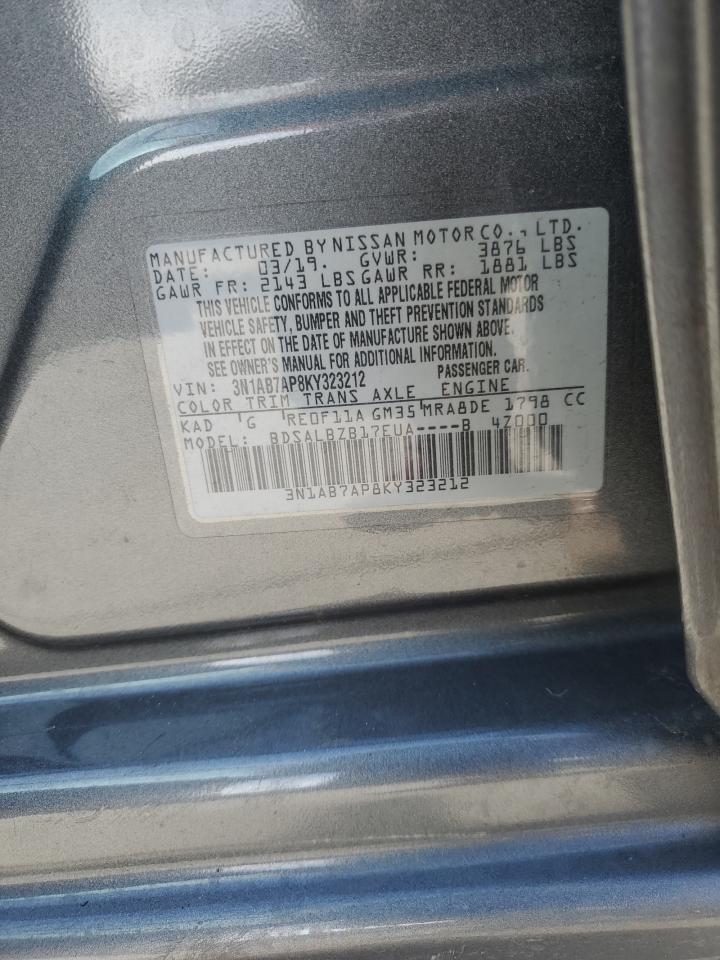 MANUFACTURED BY NISSAN MOTOR CO., LTD.
DATE: 03/19. GVWR: 3876 LBS
GAWR FR: 2143 LBS GAWR RR: 1881 LBS
THIS VEHICLE CONFORMS TO ALL APPLICABLE FEDERAL MOTOR
VEHICLE SAFETY, BUMPER AND THEFT PREVENTION STANDARDS
IN EFFECT ON THE DATE OF MANUFACTURE SHOWN ABOVE.
SEE OWNER'S MANUAL FOR ADDITIONAL INFORMATION.
VIN: 3N1AB7AP8KY323212 PASSENGER CAR.
COLOR TRIM TRANS AXLE ENGINE
KAD G RE0F11A GM35 MRA8DE 1798 CC
MODEL: BDSALBZB17EUA----B 4Z000
3N1AB7AP8KY323212